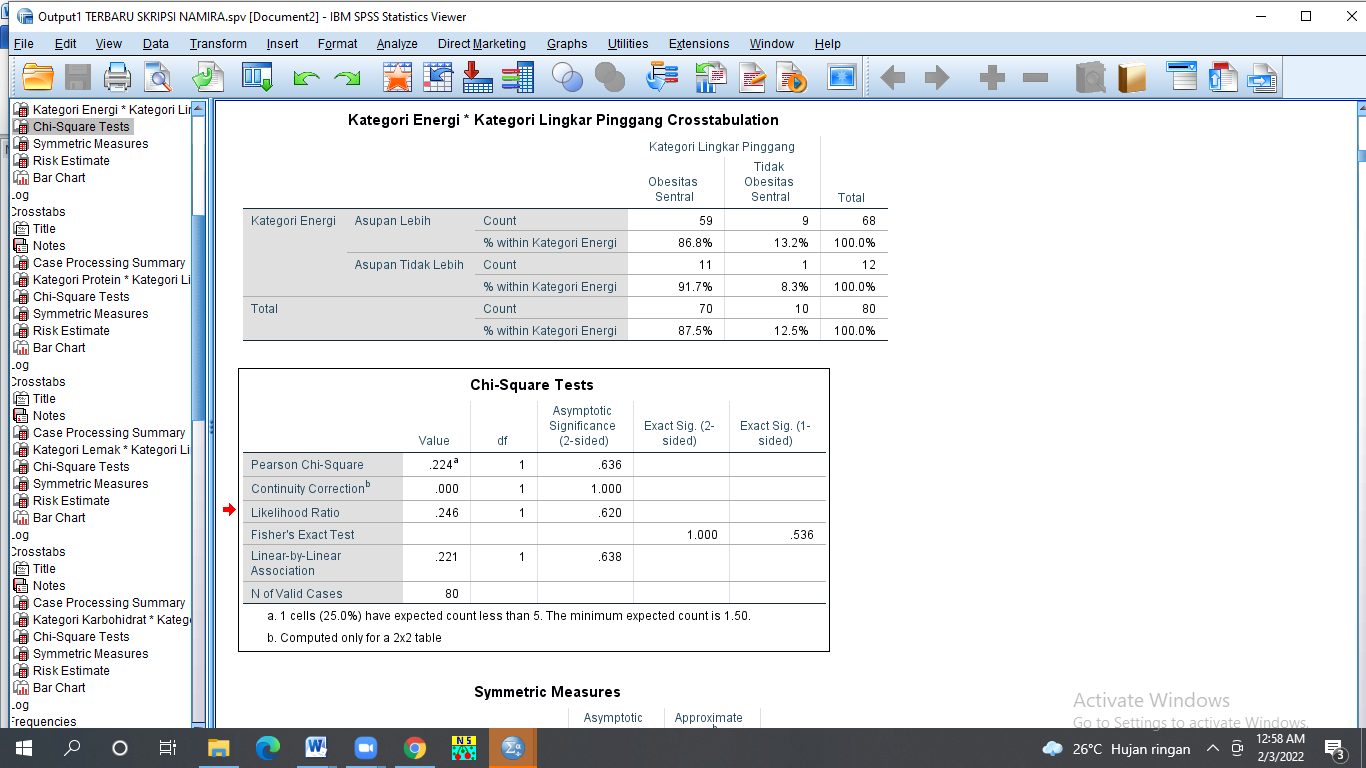 Output1 TERBARU SKRIPSI NAMIRA.spv [Document2] - IBM SPSS Statistics Viewer
File Edit View Data Transform Insert Format Analyze Direct Marketing Graphs Utilities Extensions Window Help
Kategori Energi * Kategori Lir
Chi-Square Tests
Symmetric Measures
Risk Estimate
Bar Chart
Log
Crosstabs
Title
Notes
Case Processing Summary
Kategori Protein * Kategori Li
Chi-Square Tests
Symmetric Measures
Risk Estimate
Bar Chart
Log
Crosstabs
Title
Notes
Case Processing Summary
Kategori Lemak * Kategori Li
Chi-Square Tests
Symmetric Measures
Risk Estimate
Bar Chart
Log
Crosstabs
Title
Notes
Case Processing Summary
Kategori Karbohidrat * Kateg
Chi-Square Tests
Symmetric Measures
Risk Estimate
Bar Chart
Log
Frequencies
Kategori Energi * Kategori Lingkar Pinggang Crosstabulation
Kategori Lingkar Pinggang
Obesitas Sentral Tidak Obesitas Sentral Total
Kategori Energi Asupan Lebih Count 59 9 68
% within Kategori Energi 86.8% 13.2% 100.0%
Asupan Tidak Lebih Count 11 1 12
% within Kategori Energi 91.7% 8.3% 100.0%
Total Count 70 10 80
% within Kategori Energi 87.5% 12.5% 100.0%
Chi-Square Tests
Value df Asymptotic Significance (2-sided) Exact Sig. (2-sided) Exact Sig. (1-sided)
Pearson Chi-Square .224a 1 .636
Continuity Correctionb .000 1 1.000
Likelihood Ratio .246 1 .620
Fisher's Exact Test 1.000 .536
Linear-by-Linear Association .221 1 .638
N of Valid Cases 80
a. 1 cells (25.0%) have expected count less than 5. The minimum expected count is 1.50.
b. Computed only for a 2x2 table
Symmetric Measures
Asymptotic Approximate
Activate Windows
Go to Settings to activate Windows.
N5
26°C Hujan ringan
12:58 AM
2/3/2022
3